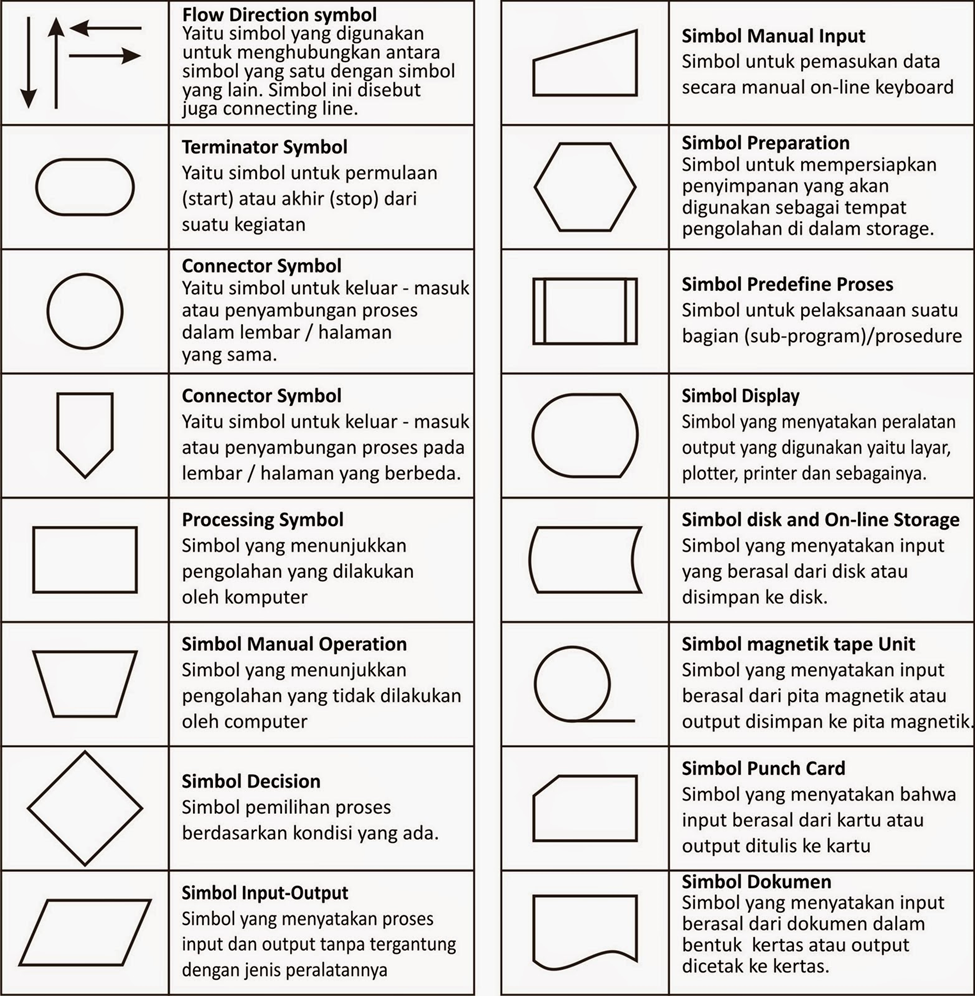 Flow Direction symbol
Yaitu simbol yang digunakan
untuk menghubungkan antara
simbol yang satu dengan simbol
yang lain. Simbol ini disebut
juga connecting line.
Terminator Symbol
Yaitu simbol untuk permulaan
(start) atau akhir (stop) dari
suatu kegiatan
Connector Symbol
Yaitu simbol untuk keluar - masuk
atau penyambungan proses
dalam lembar / halaman
yang sama.
Connector Symbol
Yaitu simbol untuk keluar - masuk
atau penyambungan proses pada
lembar / halaman yang berbeda.
Processing Symbol
Simbol yang menunjukkan
pengolahan yang dilakukan
oleh komputer
Simbol Manual Operation
Simbol yang menunjukkan
pengolahan yang tidak dilakukan
oleh computer
Simbol Decision
Simbol pemilihan proses
berdasarkan kondisi yang ada.
Simbol Input-Output
Simbol yang menyatakan proses
input dan output tanpa tergantung
dengan jenis peralatannya
Simbol Manual Input
Simbol untuk pemasukan data
secara manual on-line keyboard
Simbol Preparation
Simbol untuk mempersiapkan
penyimpanan yang akan
digunakan sebagai tempat
pengolahan di dalam storage.
Simbol Predefine Proses
Simbol untuk pelaksanaan suatu
bagian (sub-program)/prosedure
Simbol Display
Simbol yang menyatakan peralatan
output yang digunakan yaitu layar,
plotter, printer dan sebagainya.
Simbol disk and On-line Storage
Simbol yang menyatakan input
yang berasal dari disk atau
disimpan ke disk.
Simbol magnetik tape Unit
Simbol yang menyatakan input
berasal dari pita magnetik atau
output disimpan ke pita magnetik.
Simbol Punch Card
Simbol yang menyatakan bahwa
input berasal dari kartu atau
output ditulis ke kartu
Simbol Dokumen
Simbol yang menyatakan input
berasal dari dokumen dalam
bentuk  kertas atau output
dicetak ke kertas.